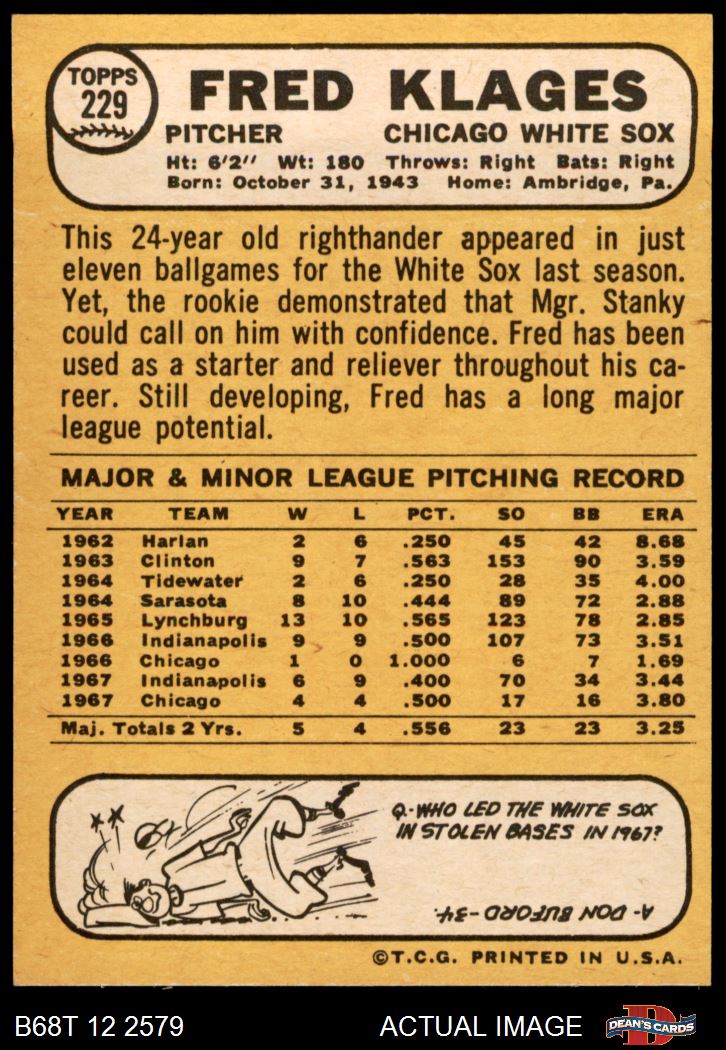 TOPPS
229
FRED KLAGES
PITCHER CHICAGO WHITE SOX
Ht: 6'2" Wt: 180 Throws: Right Bats: Right
Born: October 31, 1943 Home: Ambridge, Pa.
This 24-year old righthander appeared in just
eleven ballgames for the White Sox last season.
Yet, the rookie demonstrated that Mgr. Stanky
could call on him with confidence. Fred has been
used as a starter and reliever throughout his ca-
reer. Still developing, Fred has a long major
league potential.
MAJOR & MINOR LEAGUE PITCHING RECORD
YEAR TEAM W L PCT. SO BB ERA
1962 Harlan 2 6 .250 45 42 8.68
1963 Clinton 9 7 .563 153 90 3.59
1964 Tidewater 2 6 .250 28 35 4.00
1964 Sarasota 8 10 .444 89 72 2.88
1965 Lynchburg 13 10 .565 123 78 2.85
1966 Indianapolis 9 9 .500 107 73 3.51
1966 Chicago 1 0 1.000 6 7 1.69
1967 Indianapolis 6 9 .400 70 34 3.44
1967 Chicago 4 4 .500 17 16 3.80
Maj. Totals 2 Yrs. 5 4 .556 23 23 3.25
Q.-WHO LED THE WHITE SOX
IN STOLEN BASES IN 1967?
A- DON BUFORD-34.
©T.C.G. PRINTED IN U.S.A.
B68T 12 2579 ACTUAL IMAGE
DEAN'S CARDS